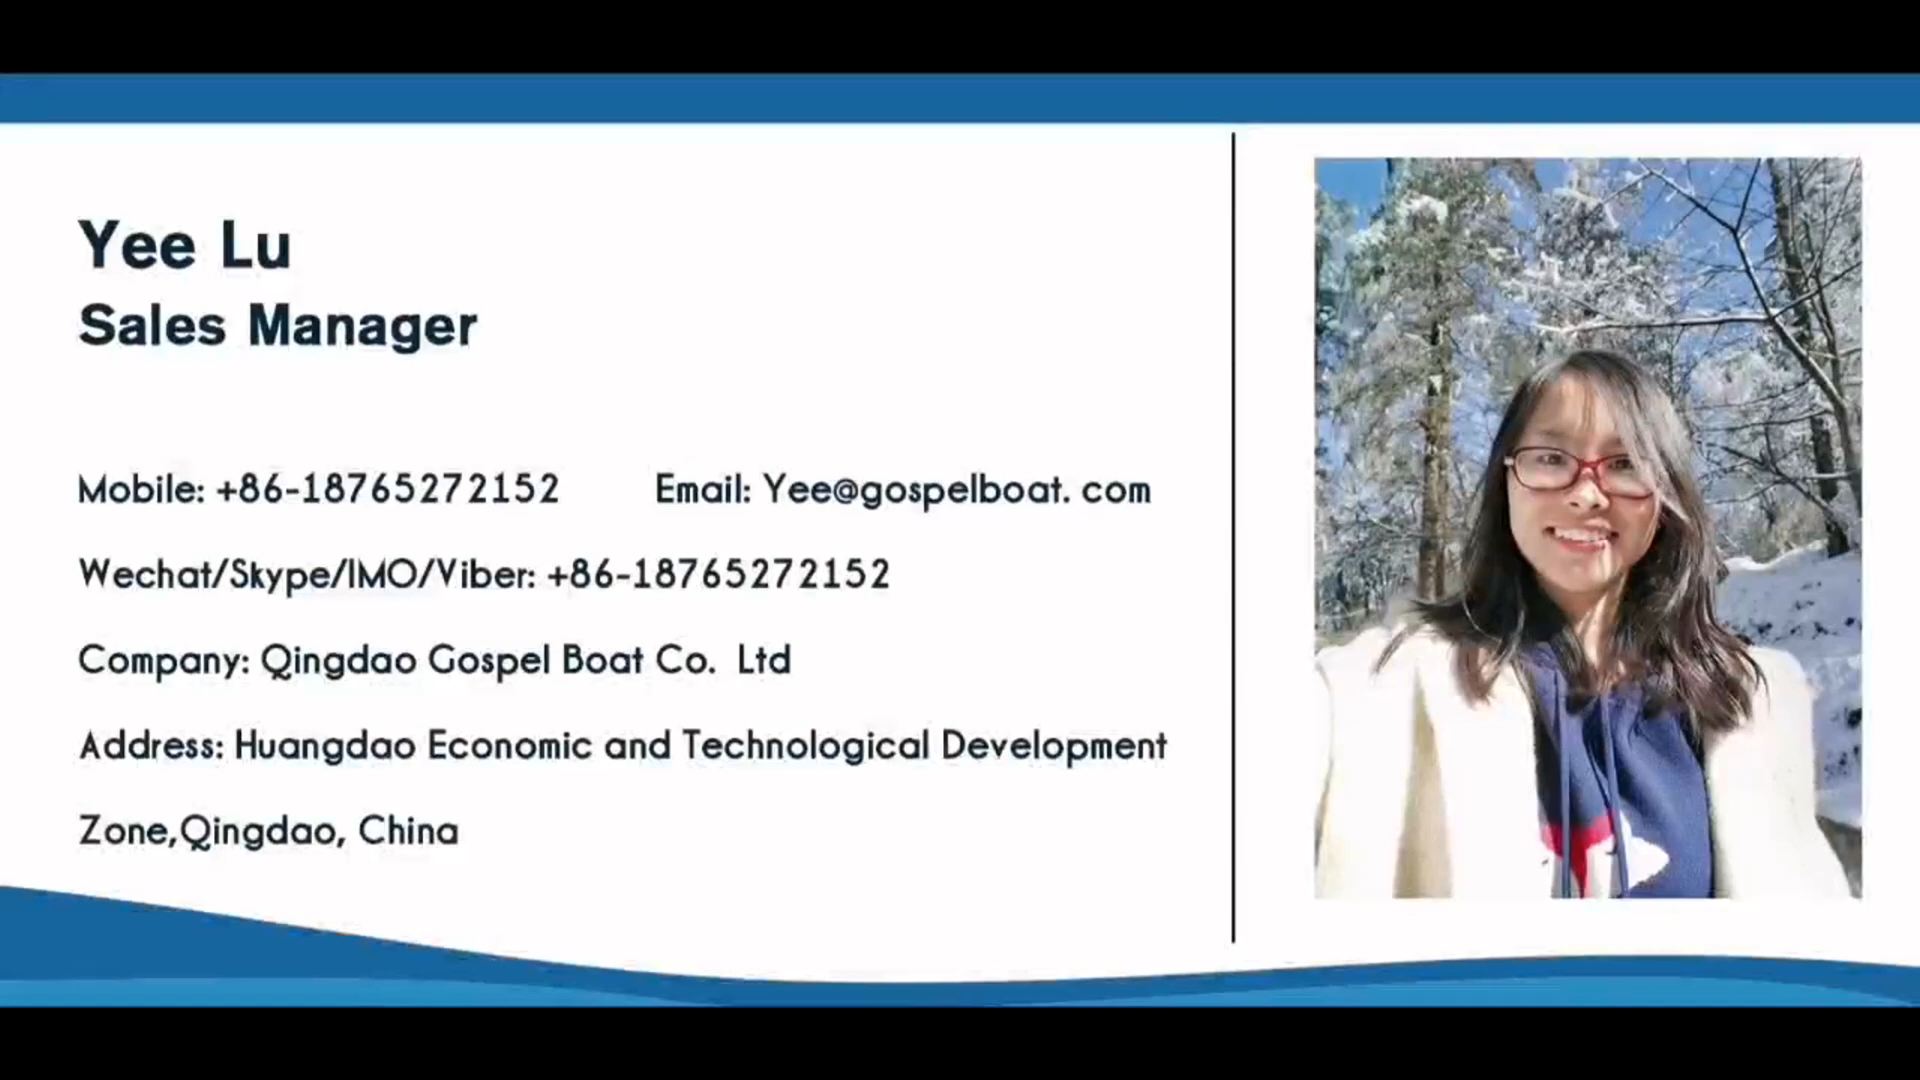 Yee Lu
Sales Manager
Mobile: +86-18765272152 Email: Yee@gospelboat. com
Wechat/Skype/IMO/Viber: +86-18765272152
Company: Qingdao Gospel Boat Co. Ltd
Address: Huangdao Economic and Technological Development
Zone,Qingdao, China